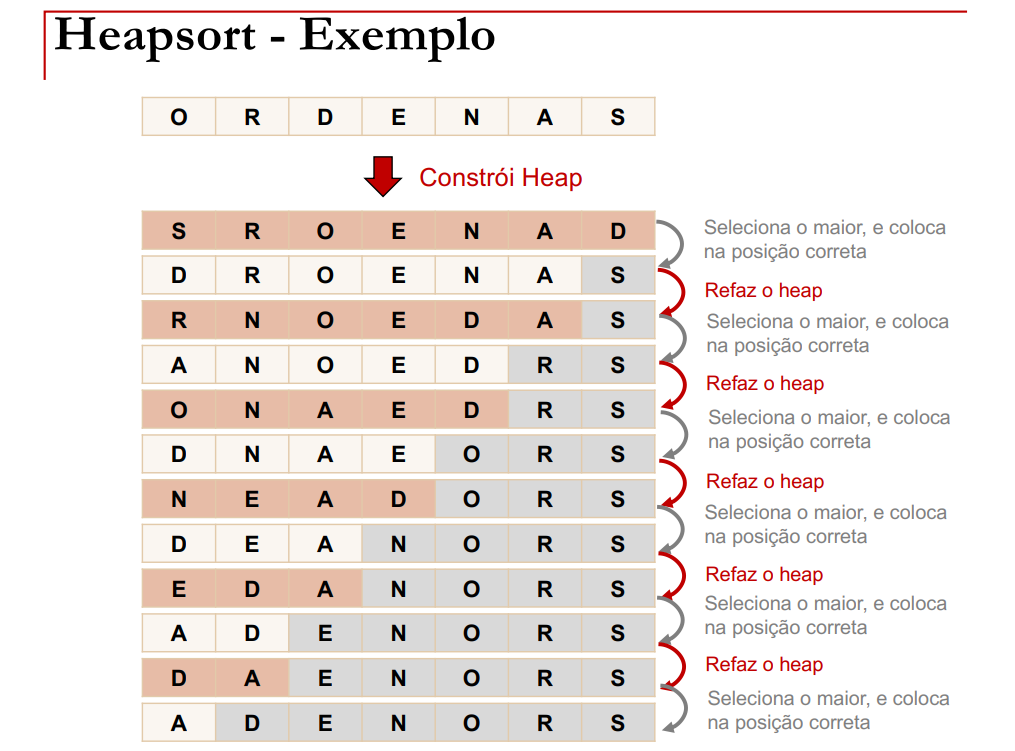 Heapsort - Exemplo
O R D E N A S
Constrói Heap
S R O E N A D
Seleciona o maior, e coloca
na posição correta
D R O E N A S
Refaz o heap
R N O E D A S
Seleciona o maior, e coloca
na posição correta
A N O E D R S
Refaz o heap
O N A E D R S
Seleciona o maior, e coloca
na posição correta
D N A E O R S
Refaz o heap
N E A D O R S
Seleciona o maior, e coloca
na posição correta
D E A N O R S
Refaz o heap
E D A N O R S
Seleciona o maior, e coloca
na posição correta
A D E N O R S
Refaz o heap
D A E N O R S
Seleciona o maior, e coloca
na posição correta
A D E N O R S